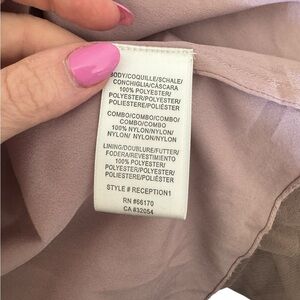 BODY/COQUILLE/SCHALE/
CONCHIGLIA/CÁSCARA
100% POLYESTER/
POLYESTER/POLYESTER/
POLIESTERE/POLIÉSTER
COMBO/COMBO/COMBO/
COMBO/COMBO
100% NYLON/NYLON/
NYLON/ NYLON/NYLON
LINING/DOUBLURE/FUTTER/
FODERA/REVESTIMIENTO
100% POLYESTER/
POLYESTER/POLYESTER/
POLIESTERE/POLIÉSTER
STYLE # RECEPTION1
RN #66170
CA #32054